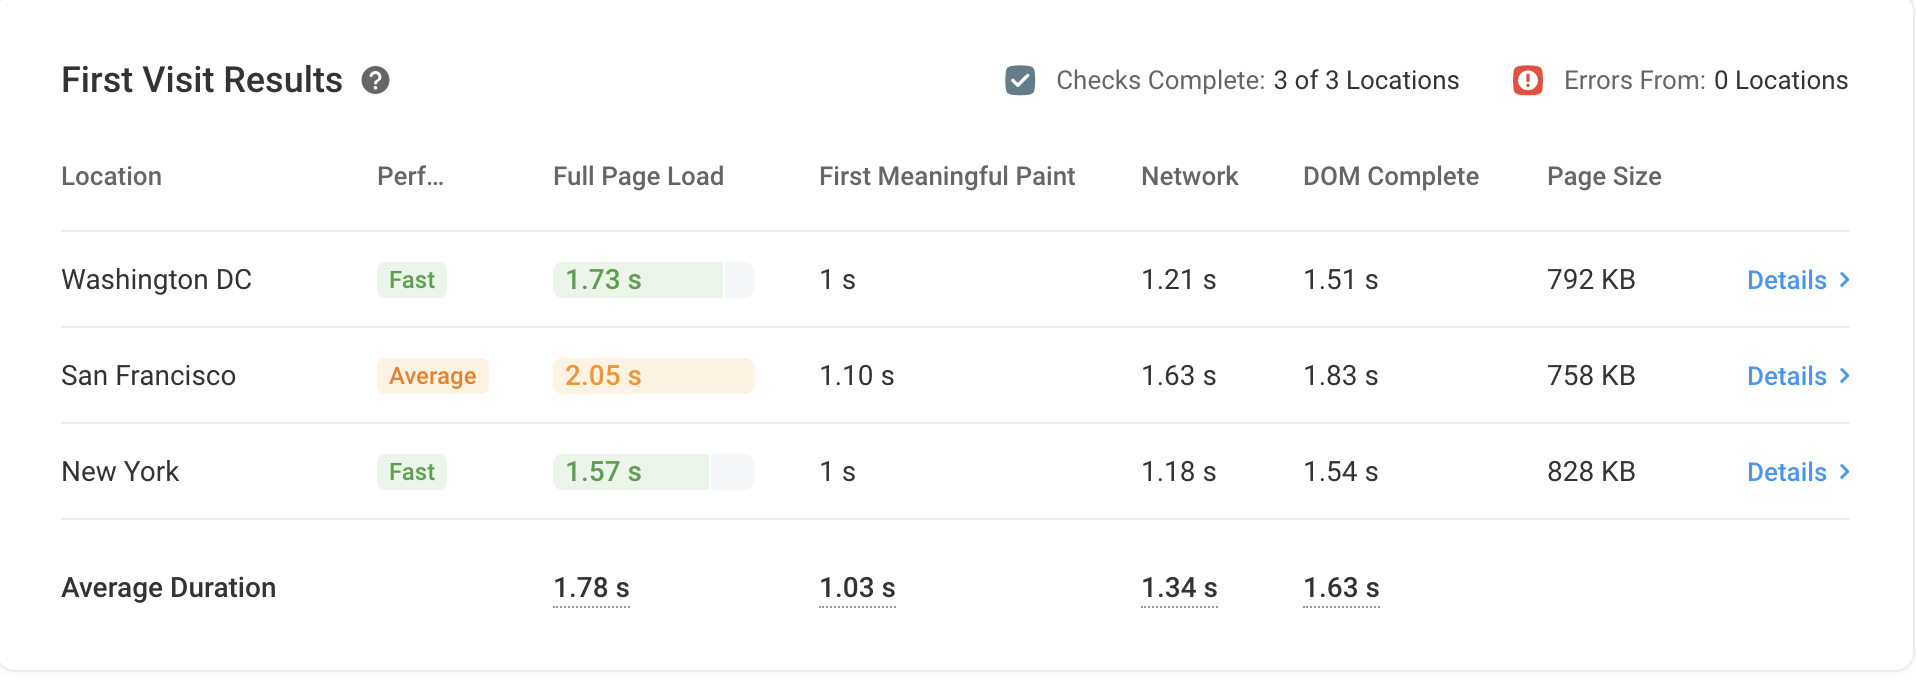 First Visit Results ? Checks Complete: 3 of 3 Locations Errors From: 0 Locations
Location Perf... Full Page Load First Meaningful Paint Network DOM Complete Page Size
Washington DC Fast 1.73 s 1 s 1.21 s 1.51 s 792 KB Details >
San Francisco Average 2.05 s 1.10 s 1.63 s 1.83 s 758 KB Details >
New York Fast 1.57 s 1 s 1.18 s 1.54 s 828 KB Details >
Average Duration 1.78 s 1.03 s 1.34 s 1.63 s